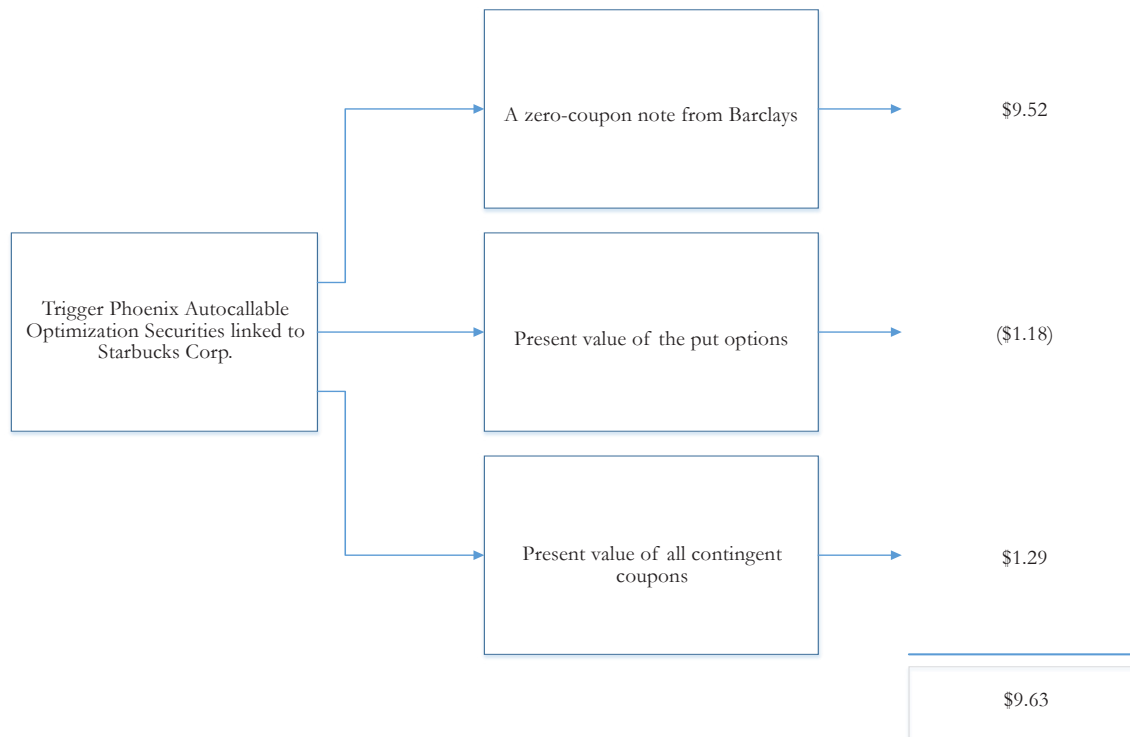 A zero-coupon note from Barclays
$9.52
Trigger Phoenix Autocallable
Optimization Securities linked to
Starbucks Corp.
Present value of the put options
($1.18)
Present value of all contingent
coupons
$1.29
$9.63